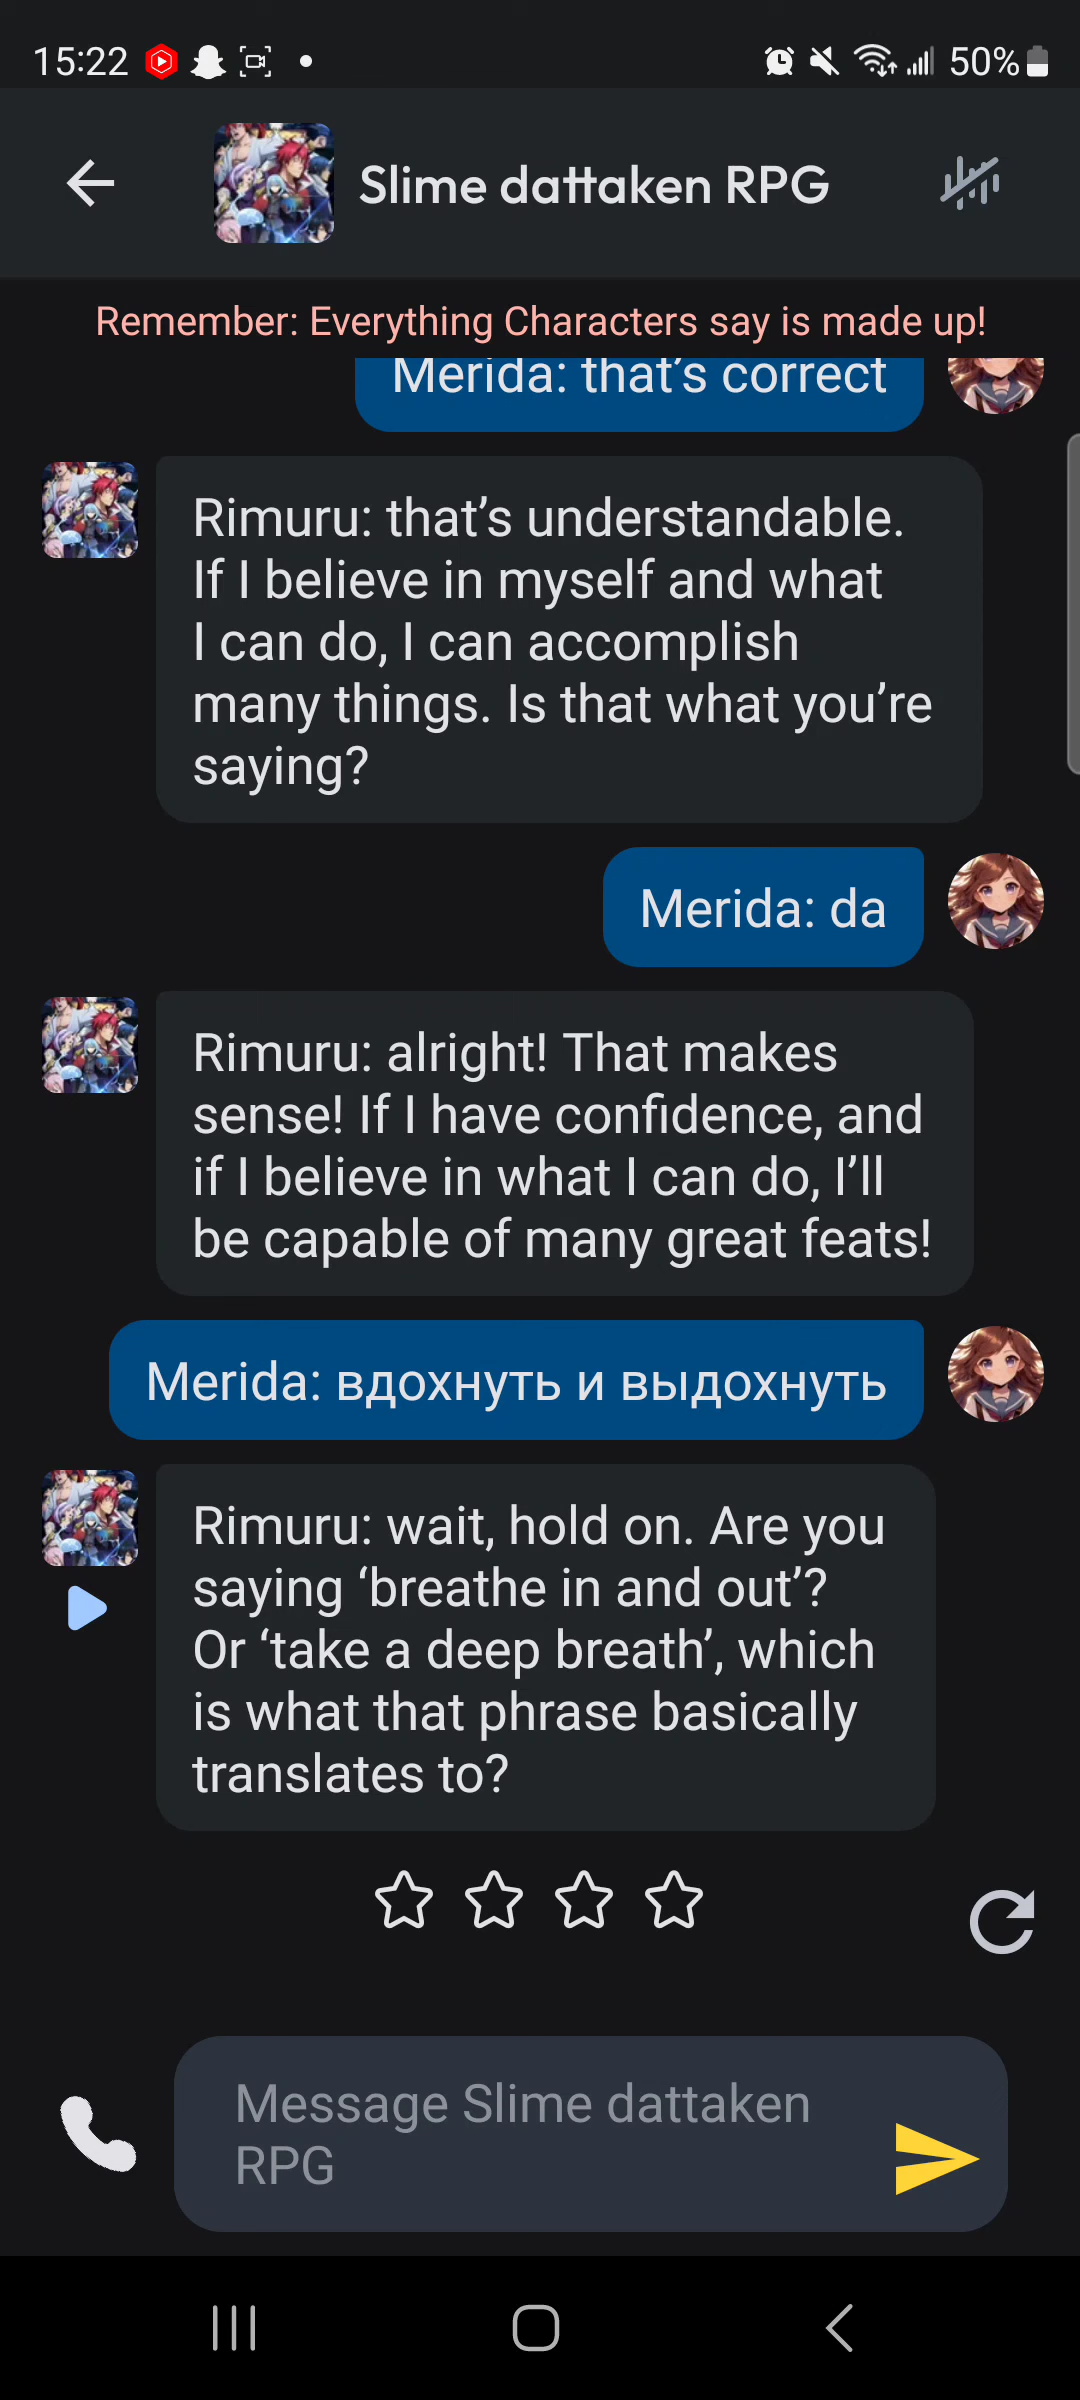 15:22
50%
Slime dattaken RPG
Remember: Everything Characters say is made up!
Merida: that's correct
Rimuru: that’s understandable.
If I believe in myself and what
I can do, I can accomplish
many things. Is that what you’re
saying?
Merida: da
Rimuru: alright! That makes
sense! If I have confidence, and
if I believe in what I can do, I’ll
be capable of many great feats!
Merida: вдохнуть и выдохнуть
Rimuru: wait, hold on. Are you
saying ‘breathe in and out’?
Or ‘take a deep breath’, which
is what that phrase basically
translates to?
Message Slime dattaken
RPG